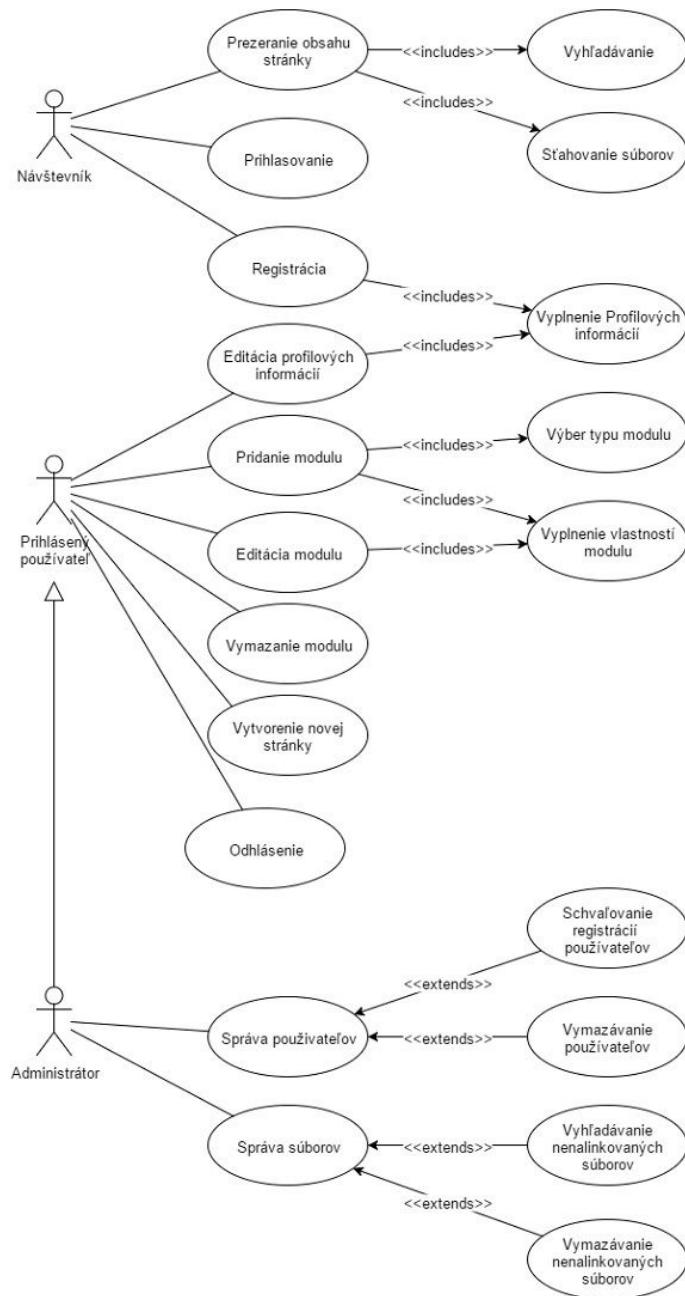 Prezeranie obsahu
stránky
<<includes>>
Vyhľadávanie
<<includes>>
Návštevník
Prihlasovanie
Sťahovanie súborov
Registrácia
<<includes>>
Vyplnenie Profilových
informácií
Editácia profilových
informácií
<<includes>>
Pridanie modulu
<<includes>>
Výber typu modulu
<<includes>>
Prihlásený
používateľ
Editácia modulu
<<includes>>
Vyplnenie vlastností
modulu
Vymazanie modulu
Vytvorenie novej
stránky
Odhlásenie
Schvaľovanie
registrácií
používateľov
<<extends>>
Administrátor
Správa použivateľov
<<extends>>
Vymazávanie
používateľov
Správa súborov
<<extends>>
Vyhľadávanie
nenalinkovaných
súborov
<<extends>>
Vymazávanie
nenalinkovaných
súborov